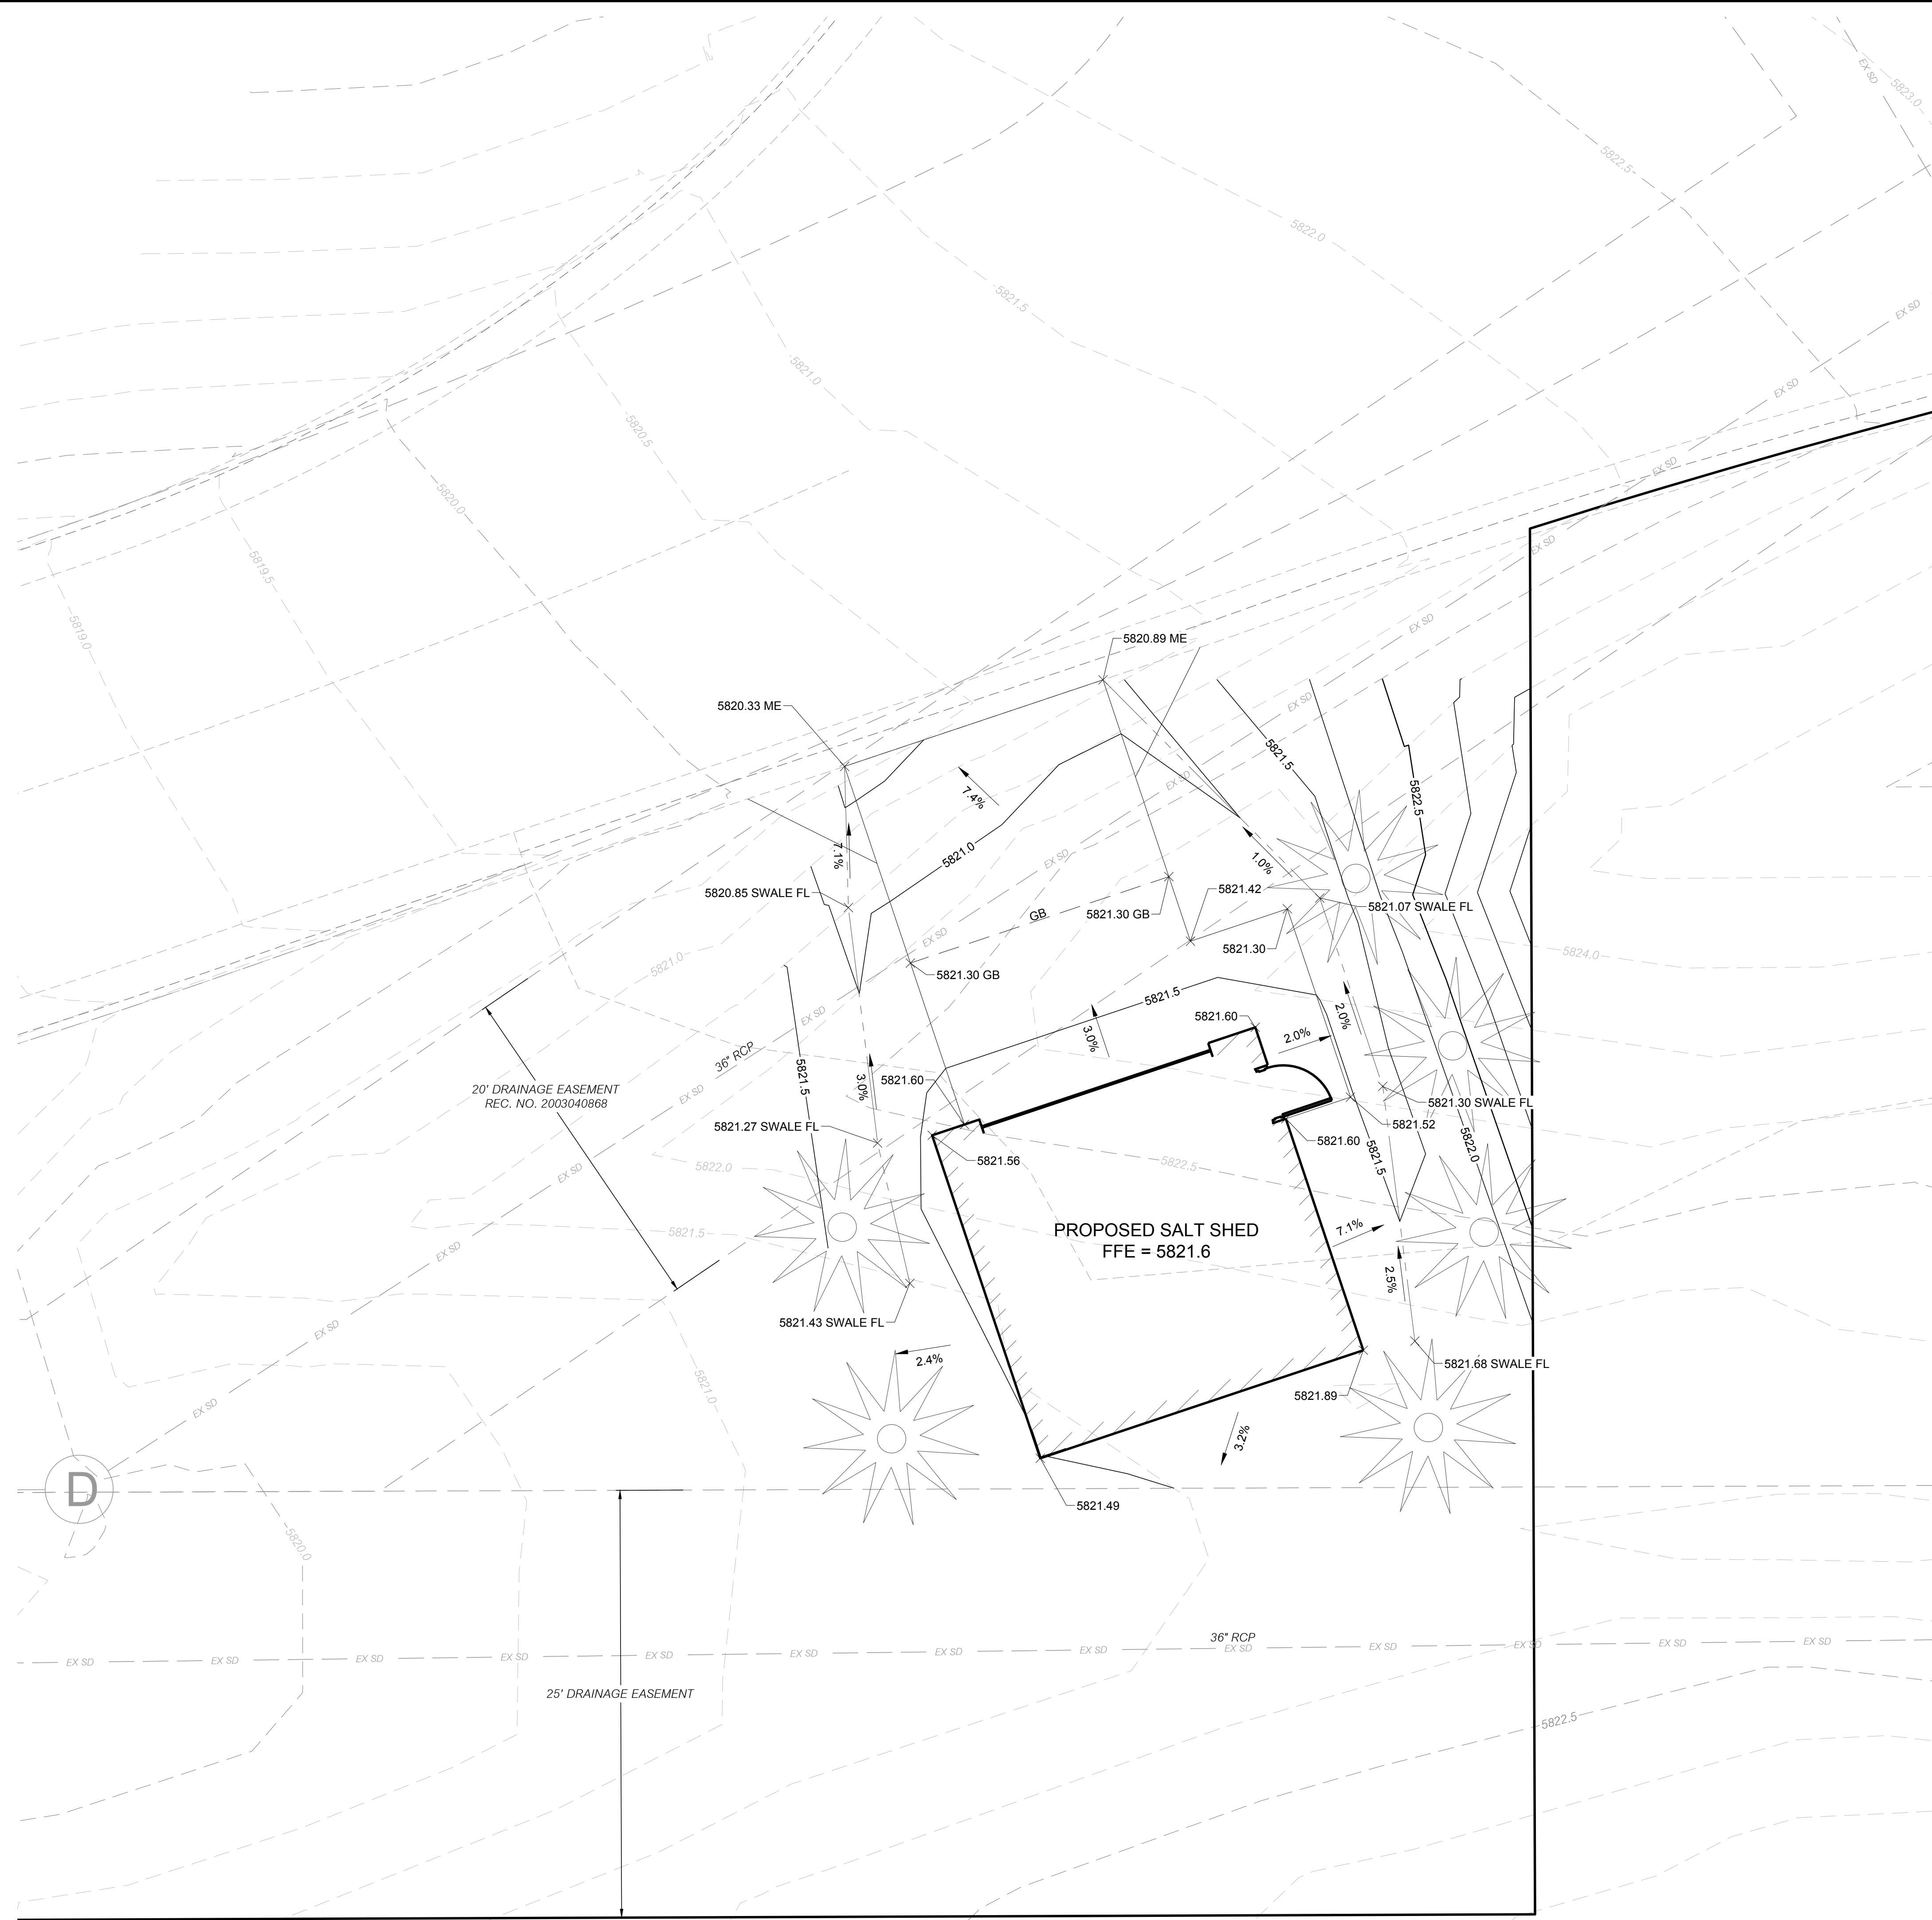 EX SD
5823.0
5822.5
5822.0
5821.5
EX SD
5821.0
EX SD
5820.5
EX SD
5820.0
EX SD
5819.5
5819.0
EX SD
5820.89 ME
EX SD
5820.33 ME
5821.5
EX SD
5822.5
7.4%
7.1%
5821.0
EX SD
1.0%
5820.85 SWALE FL
5821.42
5821.07 SWALE FL
GB
5821.30 GB
EX SD
5821.30
5824.0
5821.0
5821.30 GB
5821.5
EX SD
5821.60
2.0%
3.0%
2.0%
36" RCP
5821.5
3.0%
5821.60
20' DRAINAGE EASEMENT
REC. NO. 2003040868
EX SD
5821.30 SWALE FL
5821.27 SWALE FL
5821.52
5821.60
5822.0
5821.5
5821.56
5822.5
5822.0
EX SD
5821.5
PROPOSED SALT SHED
FFE = 5821.6
7.1%
EX SD
2.5%
5821.43 SWALE FL
EX SD
2.4%
5821.68 SWALE FL
5821.0
5821.89
EX SD
3.2%
D
5821.49
5820.0
36" RCP
EX SD
EX SD
EX SD
EX SD
EX SD
EX SD
EX SD
EX SD
EX SD
EX SD
EX SD
EX SD
EX SD
25' DRAINAGE EASEMENT
5822.5